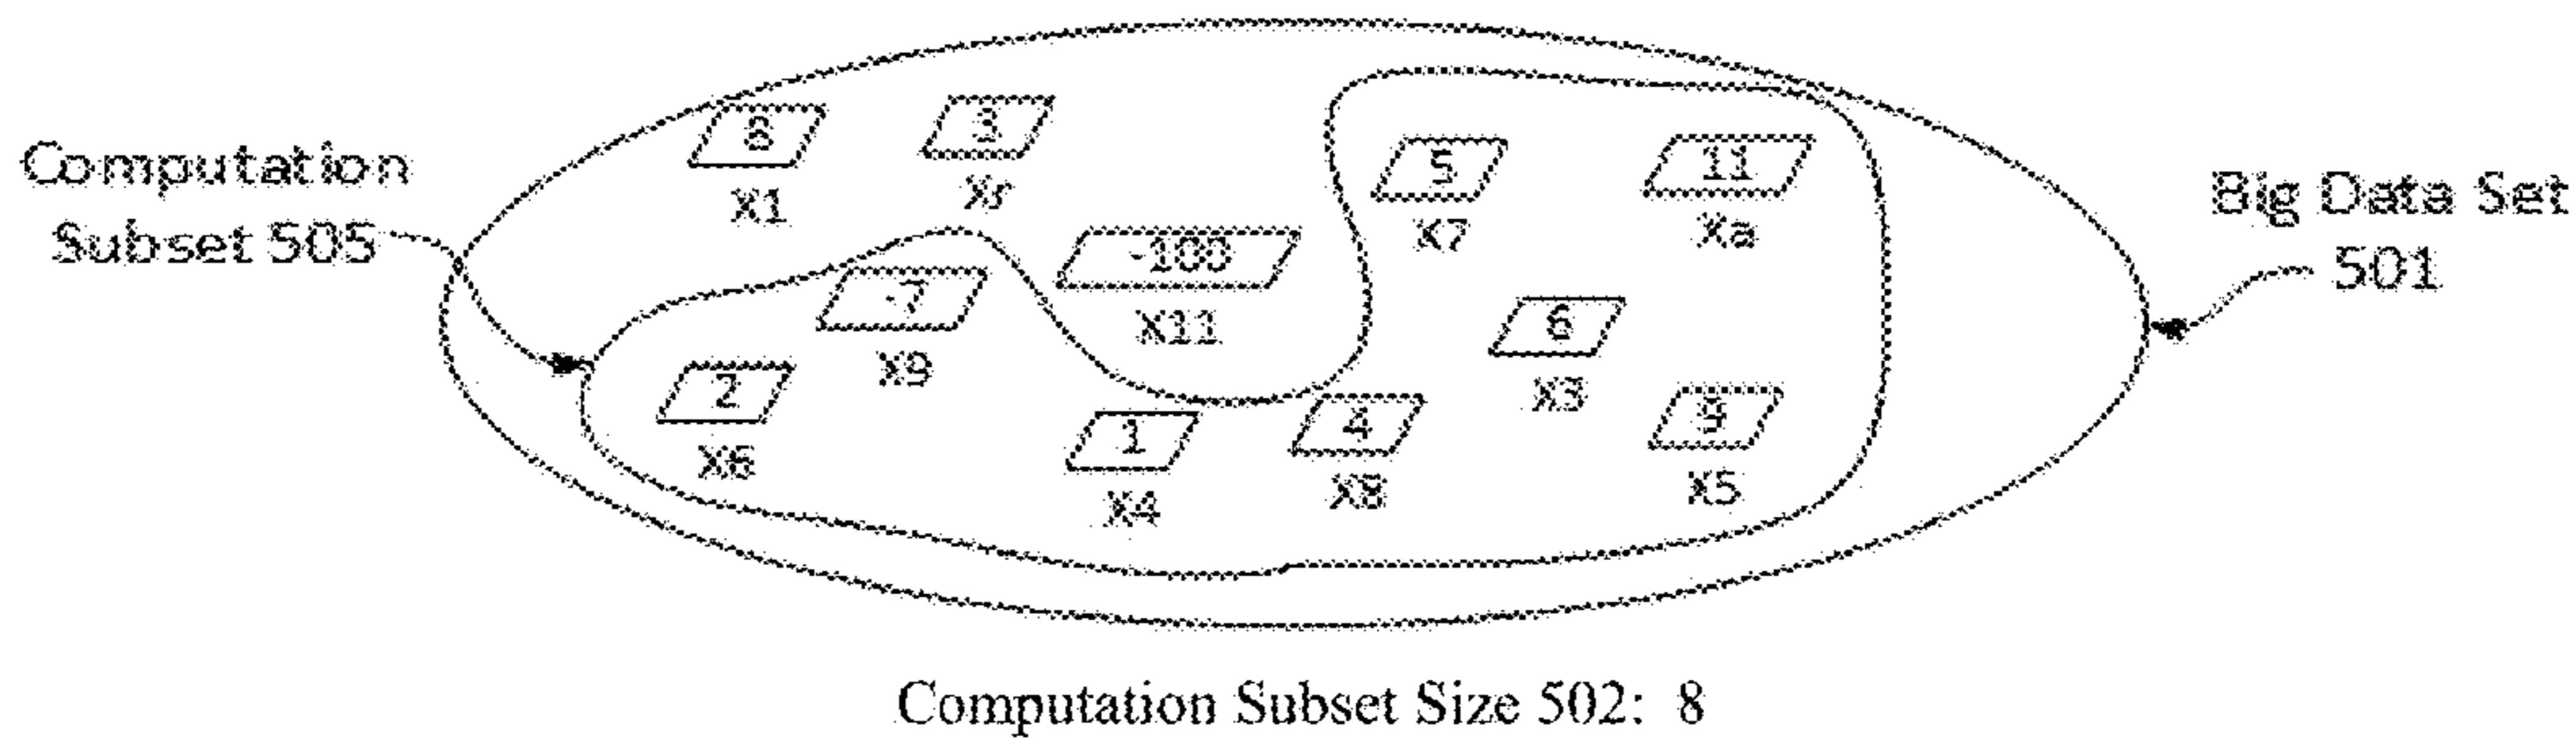 Computation
Subset 505
8
X1
3
Xr
5
X7
11
Xa
Big Data Set
501
-7
X9
-100
X11
6
X3
2
X6
1
X4
4
X8
9
X5
Computation Subset Size 502: 8